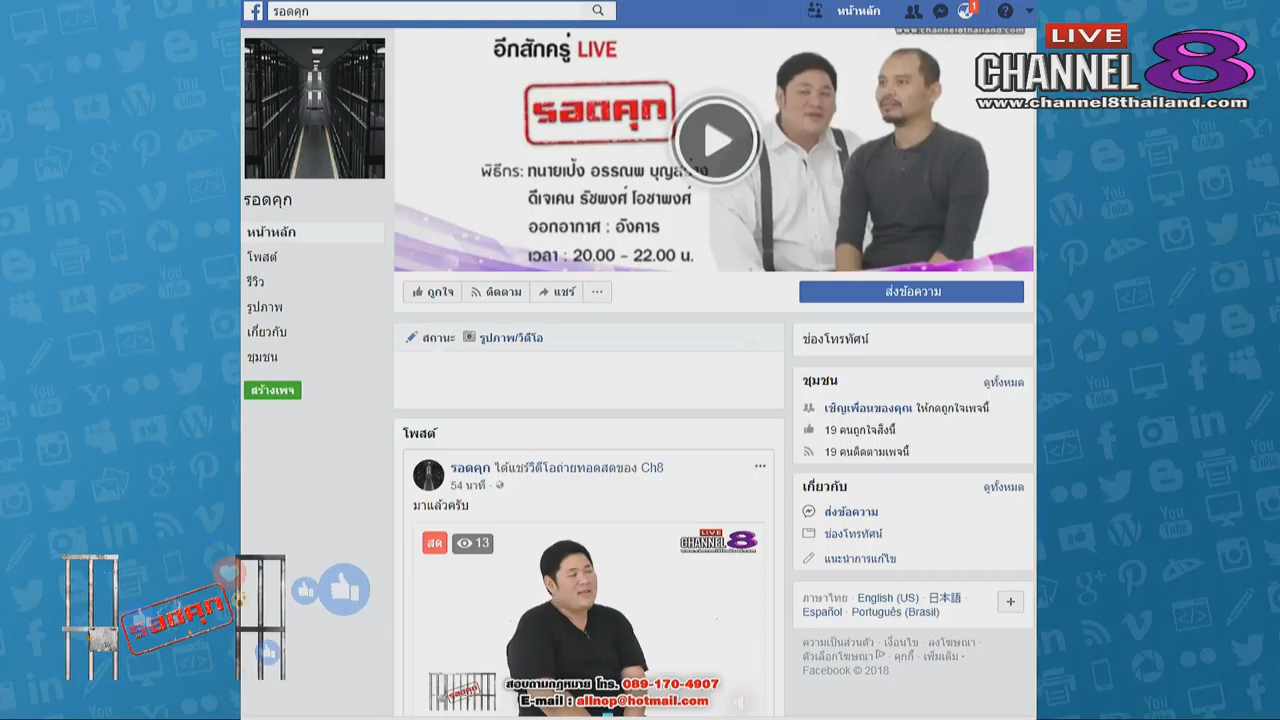 รอดคุก
หน้าหลัก
1
www.channel8thailand.com
LIVE
CHANNEL 8
www.channel8thailand.com
อีกสักครู่ LIVE
รอดคุก
พิธีกร: ทนายเป้ง อรรณพ
ดีเจเคน รัชพงศ์ โอชาพงศ์
ออกอากาศ : อังคาร
เวลา : 20.00 - 22.00 น.
รอดคุก
หน้าหลัก
โพสต์
รีวิว
รูปภาพ
เกี่ยวกับ
ชุมชน
สร้างเพจ
ถูกใจ ติดตาม แชร์ ...
ส่งข้อความ
สถานะ รูปภาพ/วิดีโอ
โพสต์
รอดคุก ได้แชร์วิดีโอถ่ายทอดสดของ Ch8
54 นาที ·
มาแล้วครับ
สด 13
LIVE
CHANNEL 8
รอดคุก
สอบถามกฎหมาย โทร. 089-170-4907
E-mail : allnop@hotmail.com
ช่องโทรทัศน์
ชุมชน ดูทั้งหมด
เชิญเพื่อนของคุณ ให้กดถูกใจเพจนี้
19 คนถูกใจสิ่งนี้
19 คนติดตามเพจนี้
เกี่ยวกับ ดูทั้งหมด
ส่งข้อความ
ช่องโทรทัศน์
แนะนำการแก้ไข
ภาษาไทย · English (US) · 日本語 ·
Español · Português (Brasil)
ความเป็นส่วนตัว · เงื่อนไข · ลงโฆษณา ·
ตัวเลือกโฆษณา · คุกกี้ · เพิ่มเติม
Facebook © 2018
รอดคุก